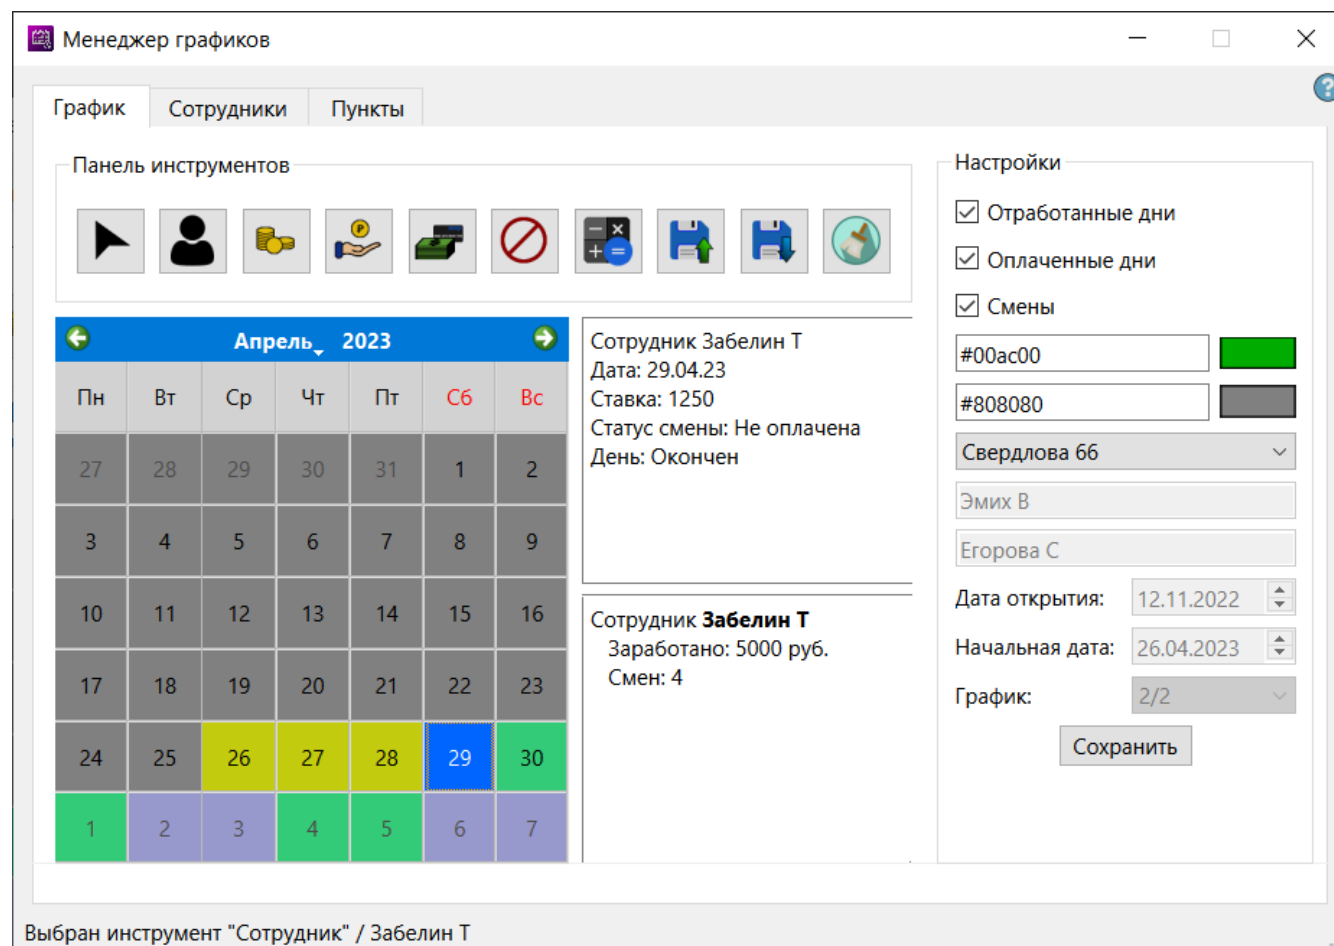 Менеджер графиков
График Сотрудники Пункты
Панель инструментов
Апрель 2023
Пн Вт Ср Чт Пт Сб Вс
27 28 29 30 31 1 2
3 4 5 6 7 8 9
10 11 12 13 14 15 16
17 18 19 20 21 22 23
24 25 26 27 28 29 30
1 2 3 4 5 6 7
Сотрудник Забелин Т
Дата: 29.04.23
Ставка: 1250
Статус смены: Не оплачена
День: Окончен
Сотрудник Забелин Т
Заработано: 5000 руб.
Смен: 4
Настройки
Отработанные дни
Оплаченные дни
Смены
#00ac00
#808080
Свердлова 66
Эмих В
Егорова С
Дата открытия: 12.11.2022
Начальная дата: 26.04.2023
График: 2/2
Сохранить
Выбран инструмент "Сотрудник" / Забелин Т